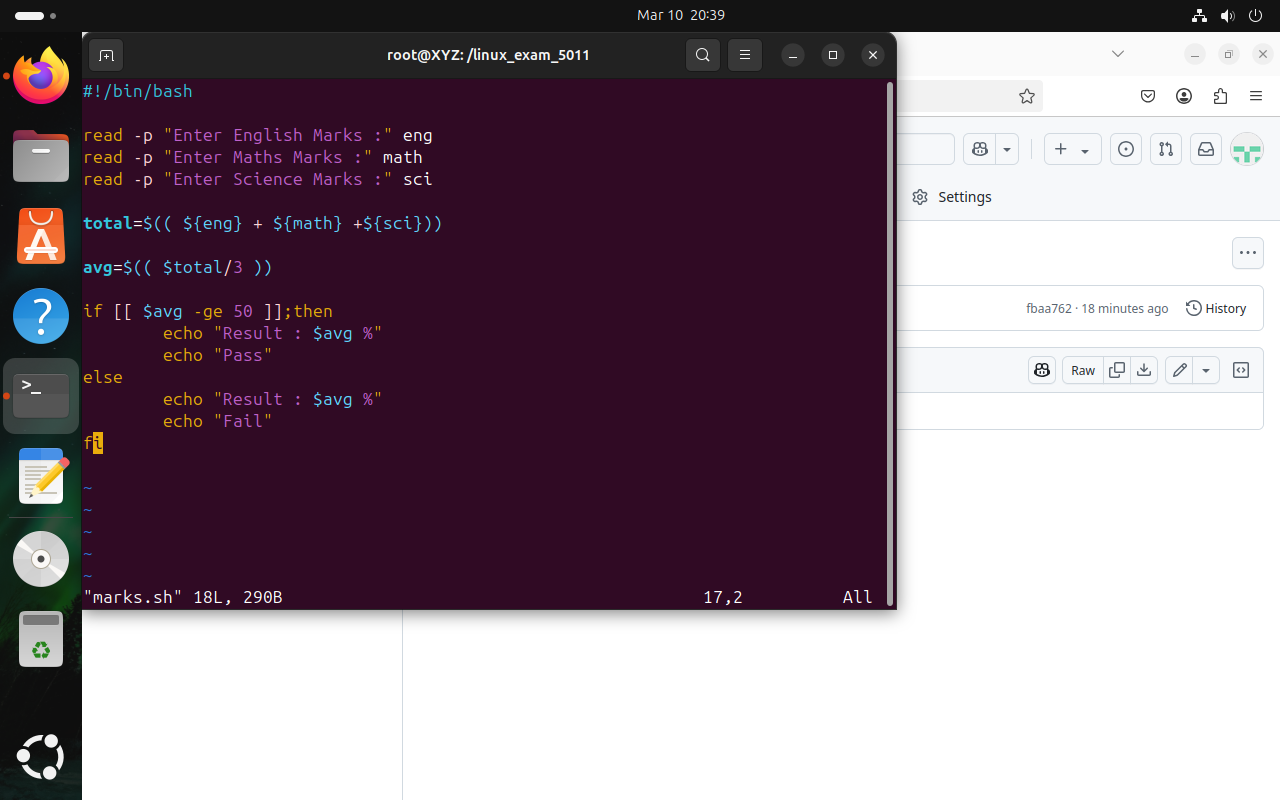 Mar 10 20:39
root@XYZ: /linux_exam_5011
#!/bin/bash
read -p "Enter English Marks :" eng
read -p "Enter Maths Marks :" math
read -p "Enter Science Marks :" sci
total=$(( ${eng} + ${math} +${sci}))
avg=$(( $total/3 ))
if [[ $avg -ge 50 ]];then
echo "Result : $avg %"
echo "Pass"
else
echo "Result : $avg %"
echo "Fail"
fi
~
~
~
~
~
"marks.sh" 18L, 290B 17,2 All
Settings
fbaa762 · 18 minutes ago History
Raw